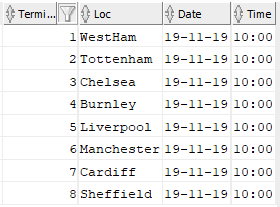 Termi... Loc Date Time
1 WestHam 19-11-19 10:00
2 Tottenham 19-11-19 10:00
3 Chelsea 19-11-19 10:00
4 Burnley 19-11-19 10:00
5 Liverpool 19-11-19 10:00
6 Manchester 19-11-19 10:00
7 Cardiff 19-11-19 10:00
8 Sheffield 19-11-19 10:00